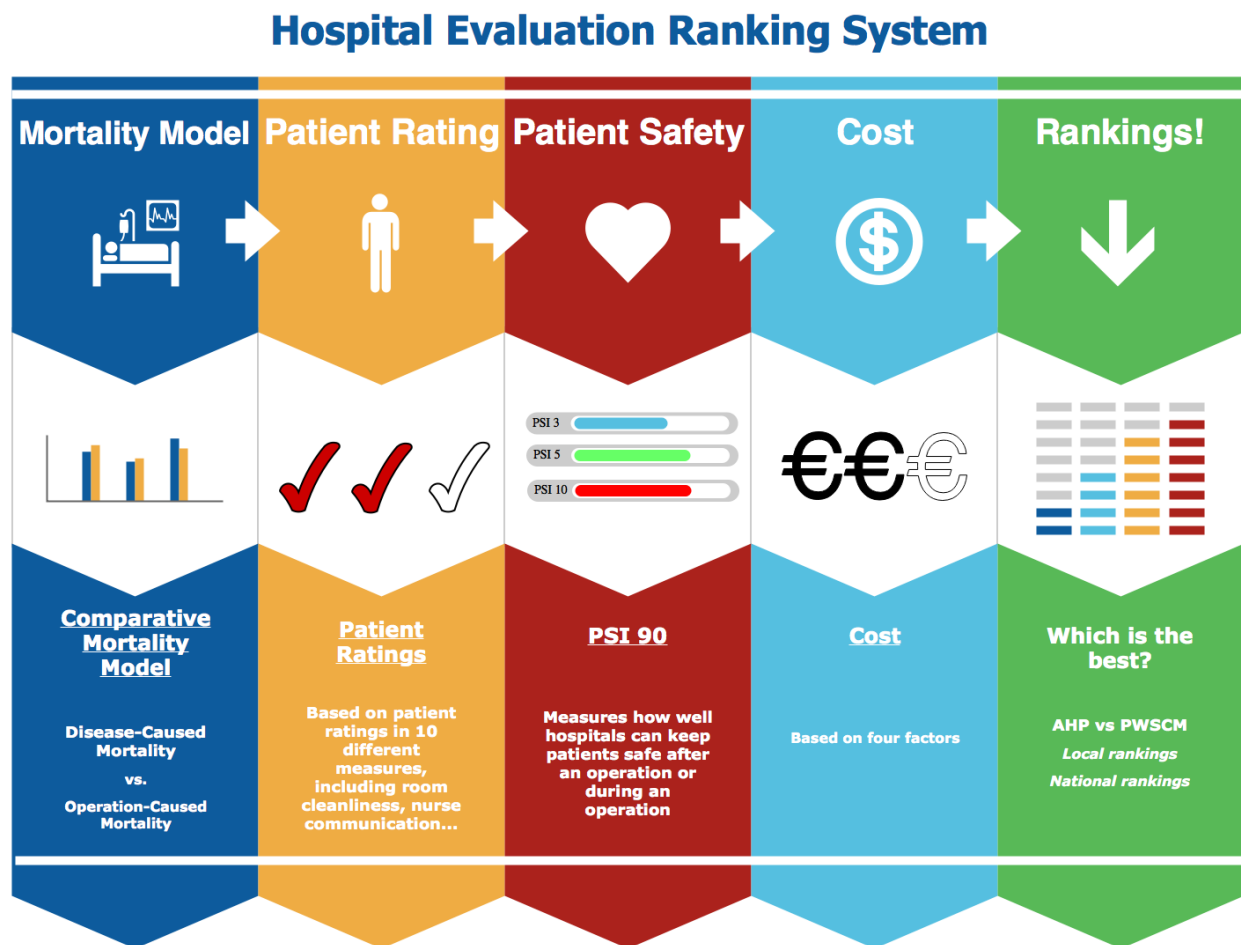 Hospital Evaluation Ranking System
Mortality Model
Patient Rating
Patient Safety
Cost
Rankings!
$
PSI 3
PSI 5
PSI 10
€€€
Comparative
Mortality
Model
Disease-Caused
Mortality
vs.
Operation-Caused
Mortality
Patient
Ratings
Based on patient
ratings in 10
different
measures,
including room
cleanliness, nurse
communication...
PSI 90
Measures how well
hospitals can keep
patients safe after
an operation or
during an
operation
Cost
Based on four factors
Which is the
best?
AHP vs PWSCM
Local rankings
National rankings